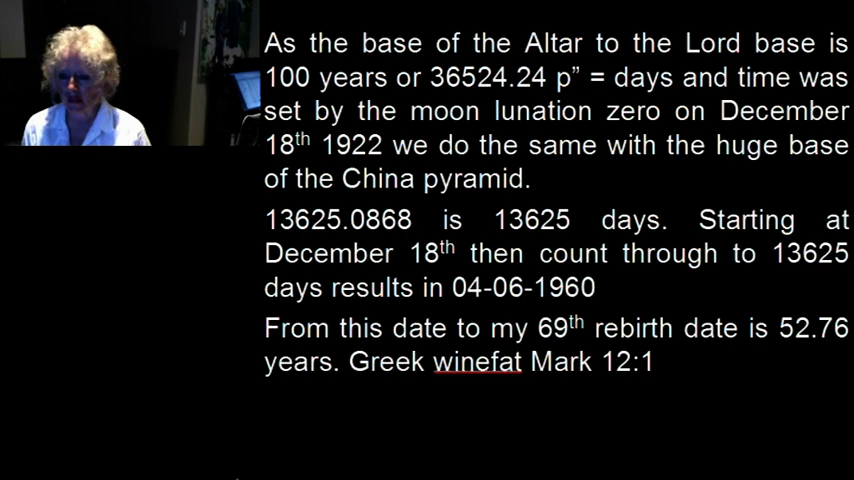 As the base of the Altar to the Lord base is
100 years or 36524.24 p” = days and time was
set by the moon lunation zero on December
18th 1922 we do the same with the huge base
of the China pyramid.
13625.0868 is 13625 days. Starting at
December 18th then count through to 13625
days results in 04-06-1960
From this date to my 69th rebirth date is 52.76
years. Greek winefat Mark 12:1